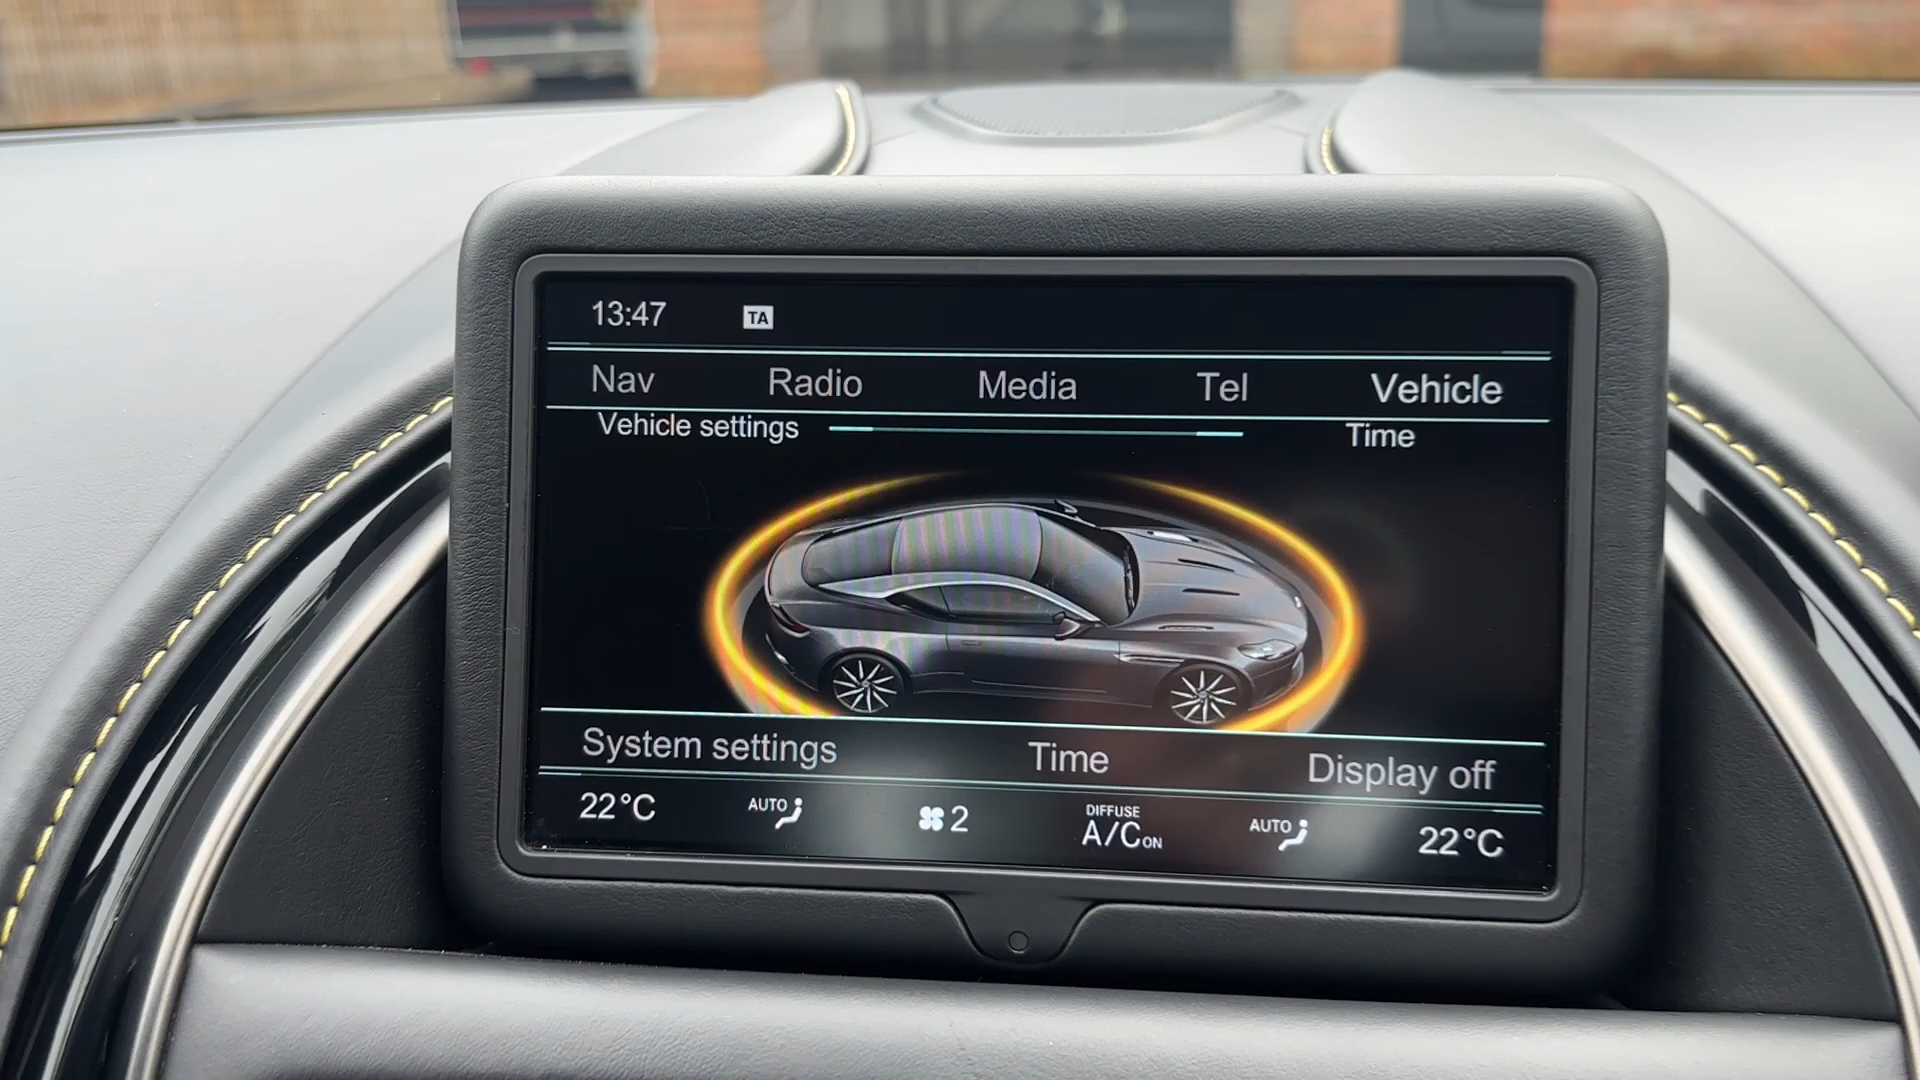 13:47 TA
Nav Radio Media Tel Vehicle
Vehicle settings Time
System settings Time Display off
22°C AUTO 2 DIFFUSE A/C ON AUTO 22°C